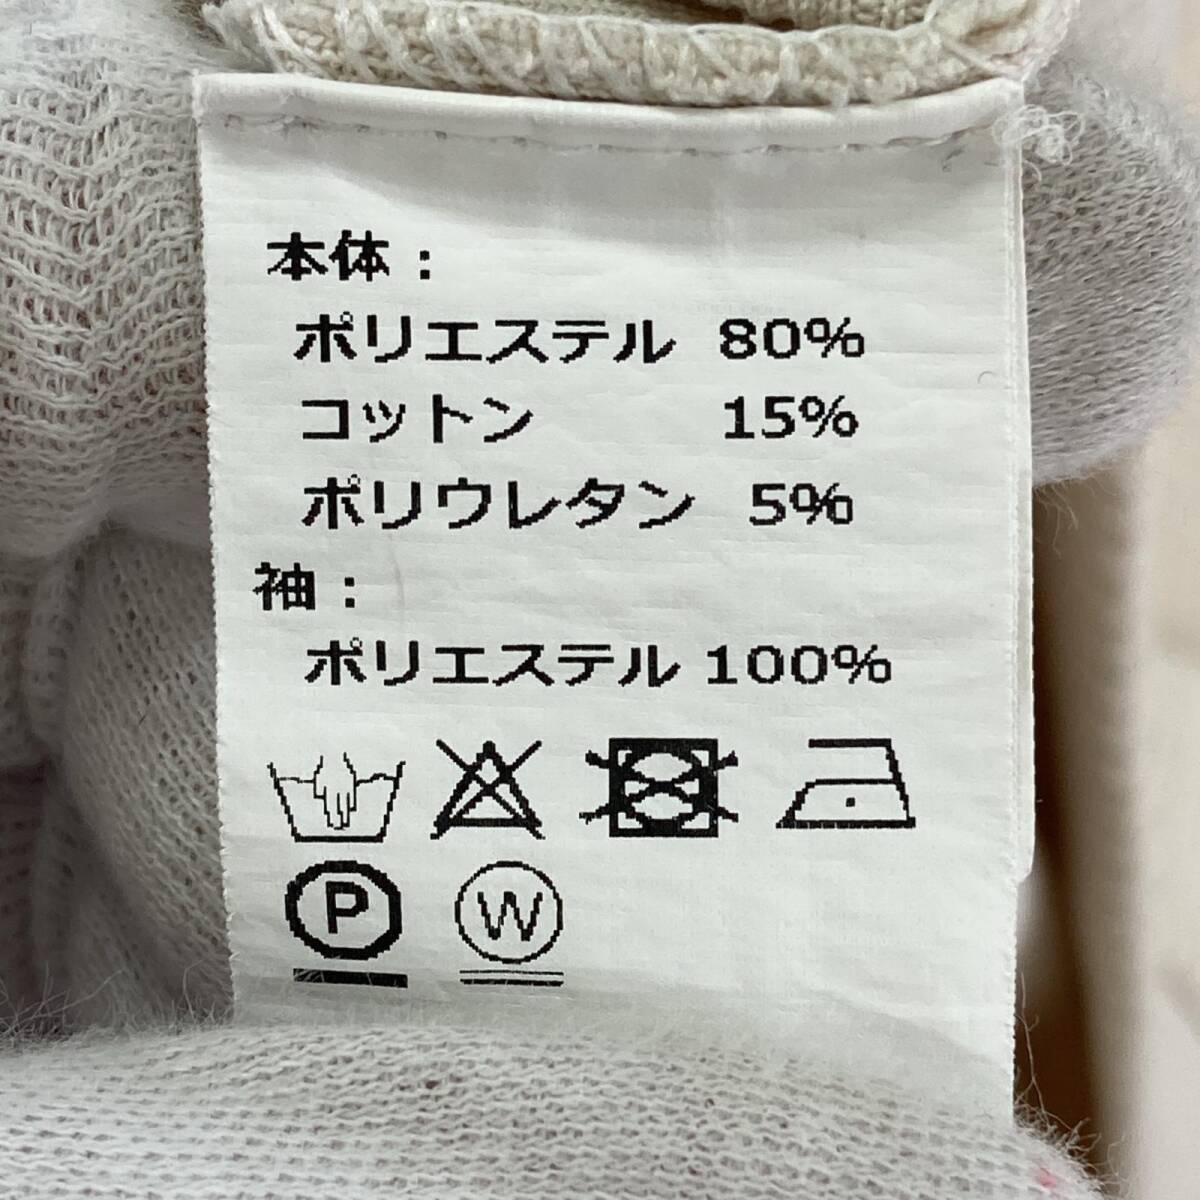 本体：
ポリエステル 80%
コットン 15%
ポリウレタン 5%
袖：
ポリエステル 100%
P W